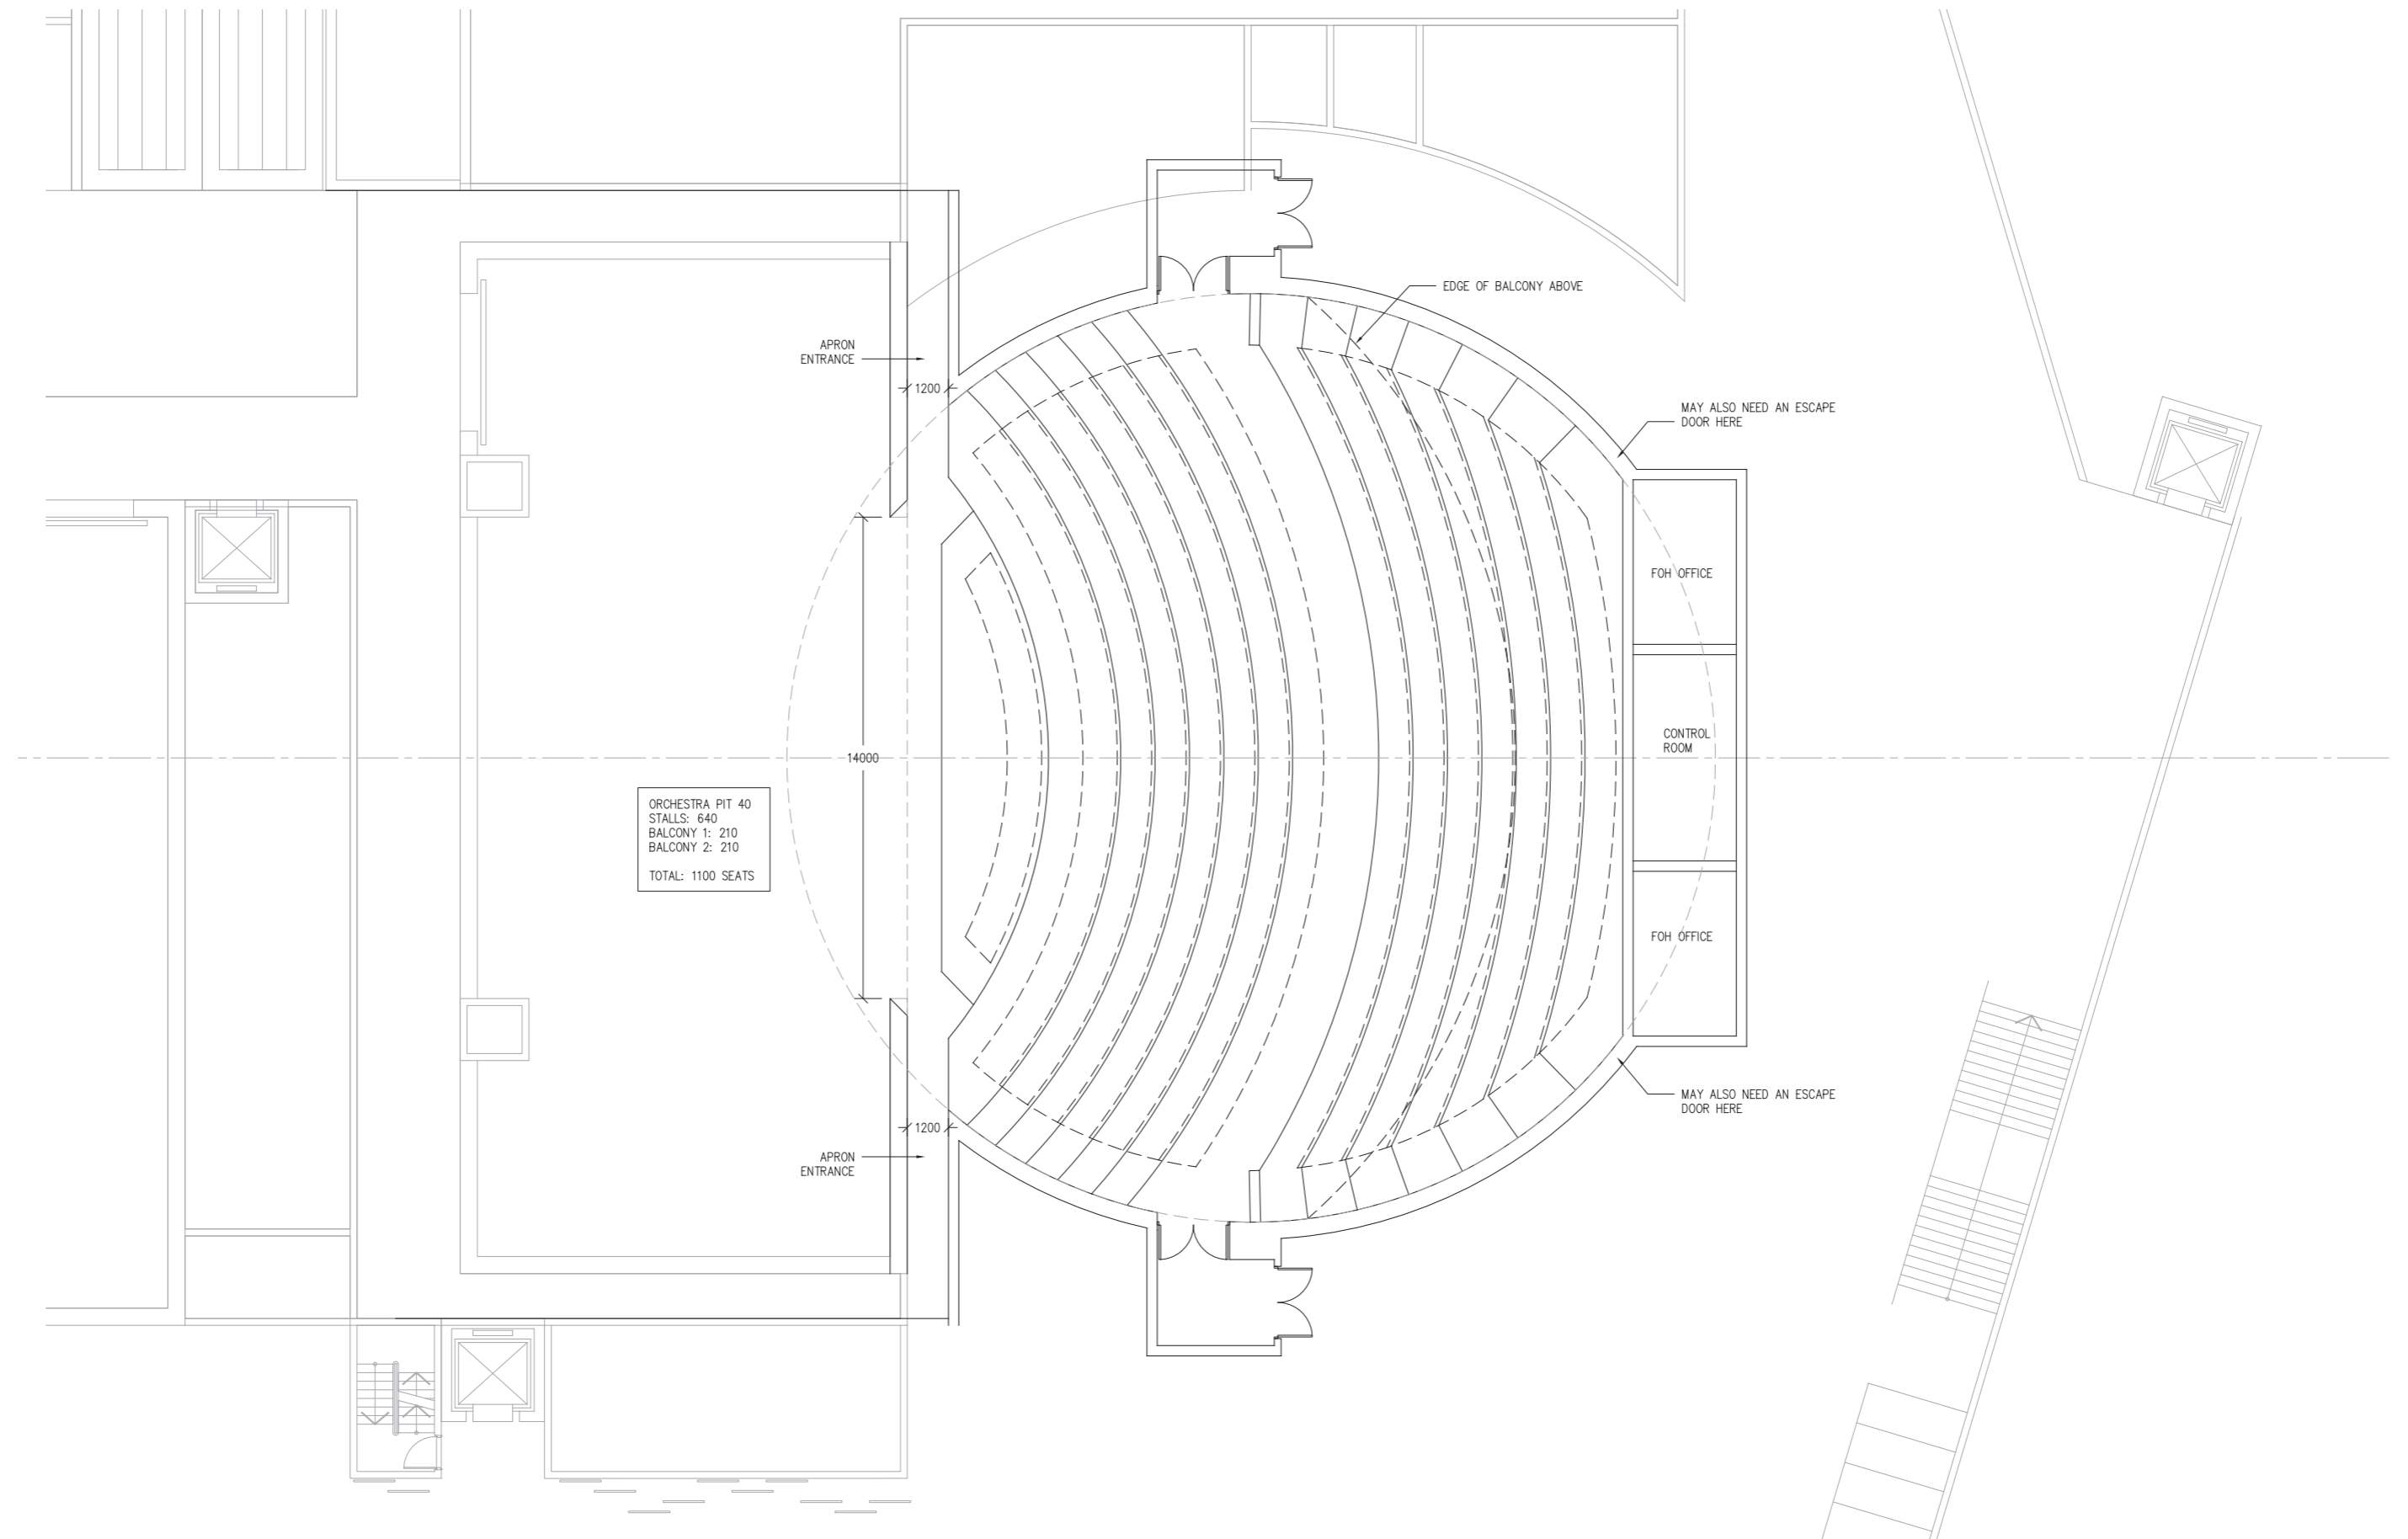 EDGE OF BALCONY ABOVE
APRON
ENTRANCE
1200
MAY ALSO NEED AN ESCAPE
DOOR HERE
FOH OFFICE
CONTROL
ROOM
14000
ORCHESTRA PIT 40
STALLS: 640
BALCONY 1: 210
BALCONY 2: 210
TOTAL: 1100 SEATS
FOH OFFICE
MAY ALSO NEED AN ESCAPE
DOOR HERE
1200
APRON
ENTRANCE